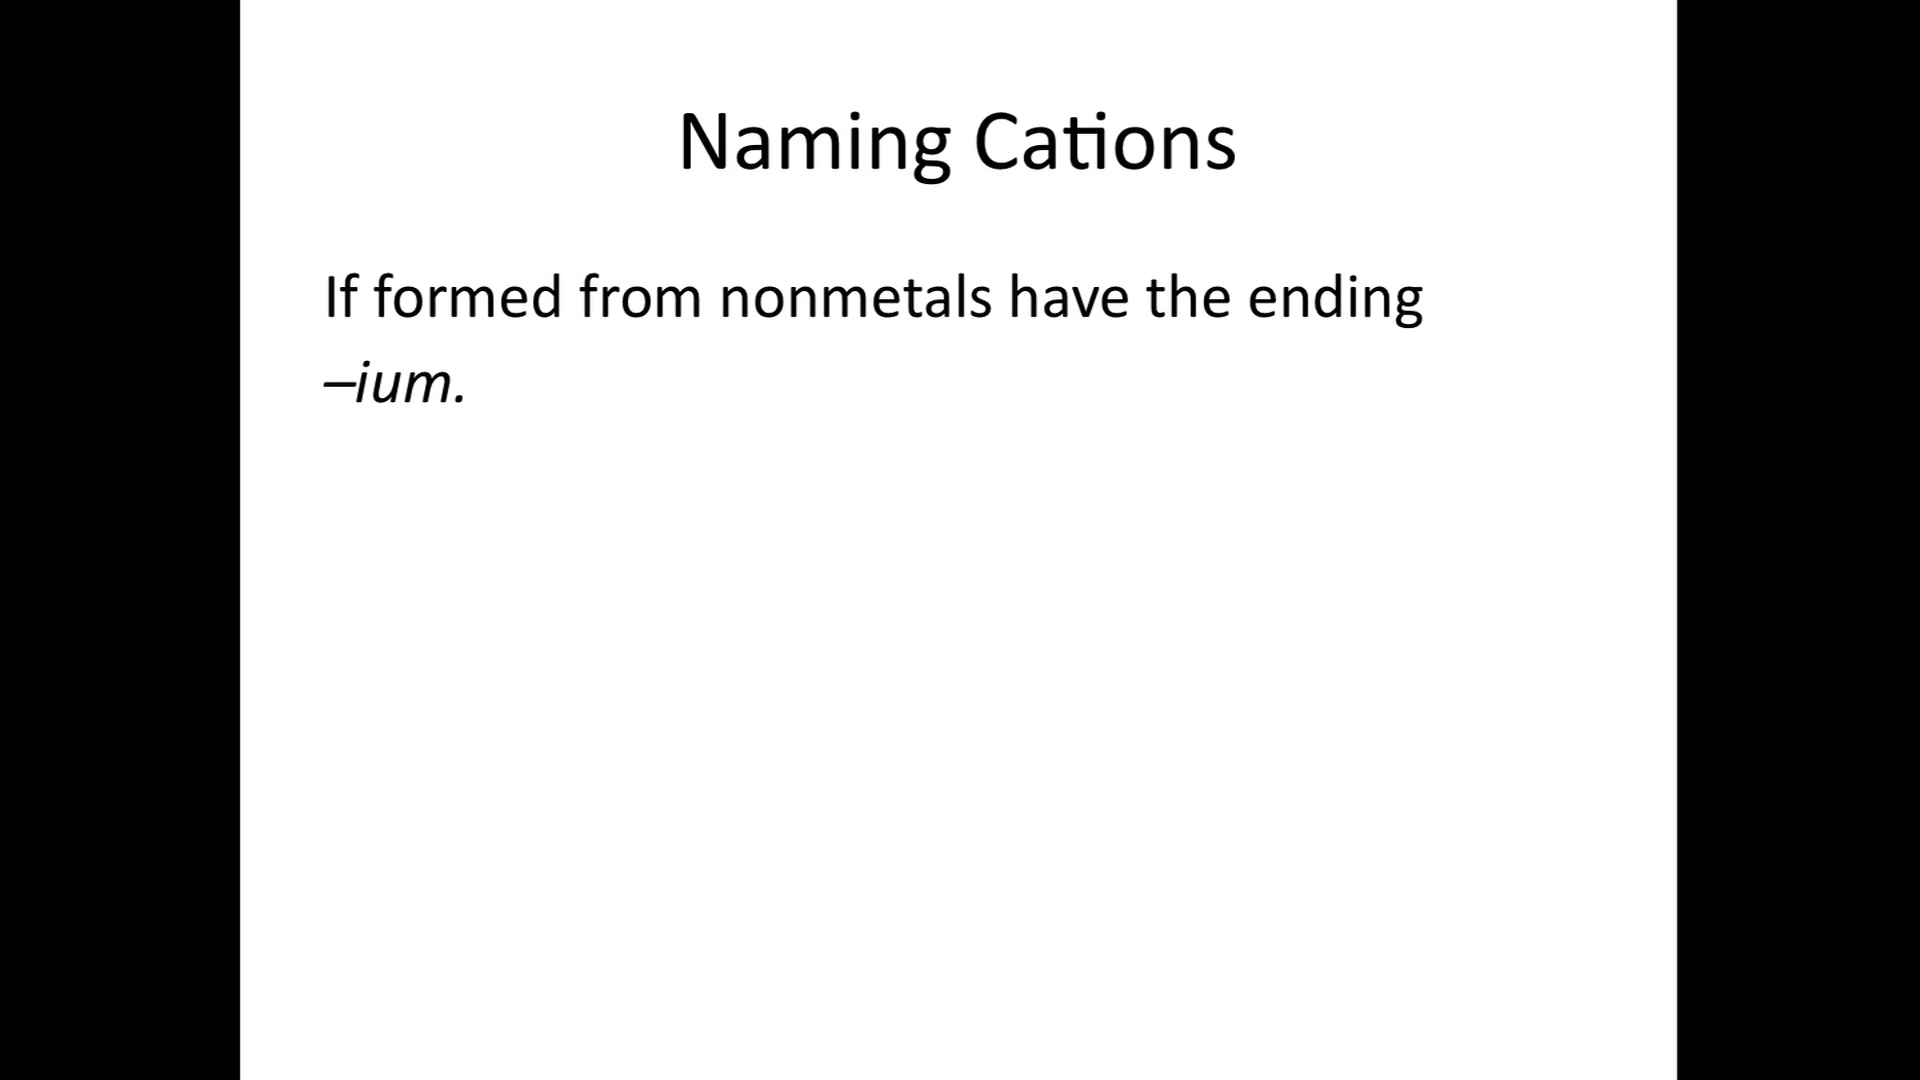 Naming Cations
If formed from nonmetals have the ending
–ium.